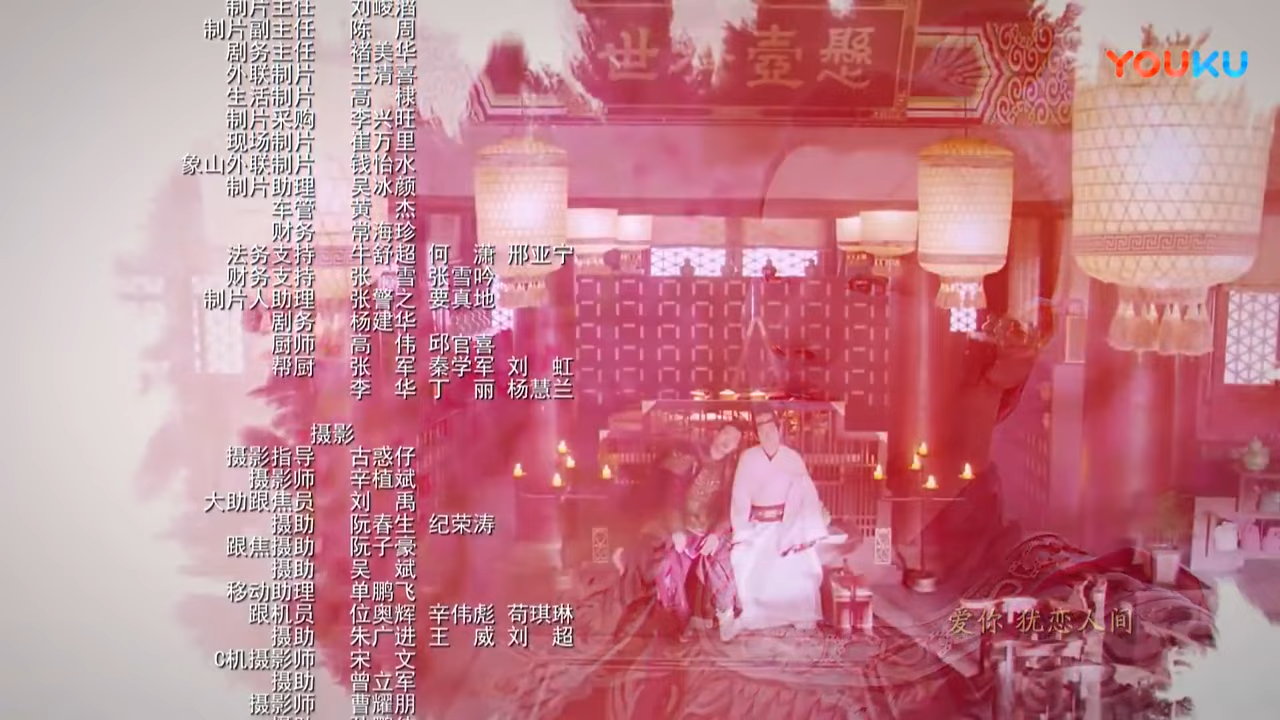 制片主任 刘崚滔
制片副主任 陈 周
剧务主任 褚美华
外联制片 王清喜
生活制片 高 棣
制片采购 李兴旺
现场制片 崔万里
象山外联制片 钱怡水
制片助理 吴冰颜
车管 黄 杰
财务 常海珍
法务支持 牛舒超 何 潇 邢亚宁
财务支持 张 雪 张雪吟
制片人助理 张警之 要真地
剧务 杨建华
厨师 高 伟 邱官喜
帮厨 张 军 秦学军 刘 虹
李 华 丁 丽 杨慧兰
摄影
摄影指导 古惑仔
摄影师 辛植斌
大助跟焦员 刘 禹
摄助 阮春生 纪荣涛
跟焦摄助 阮子豪
摄助 吴 斌
移动助理 单鹏飞
跟机员 位奥辉 辛伟彪 苟琪琳
摄助 朱广进 王 威 刘 超
C机摄影师 宋 文
摄助 曾立军
摄影师 曹耀朋
世 壶 悬
YOUKU
爱你 犹恋人间